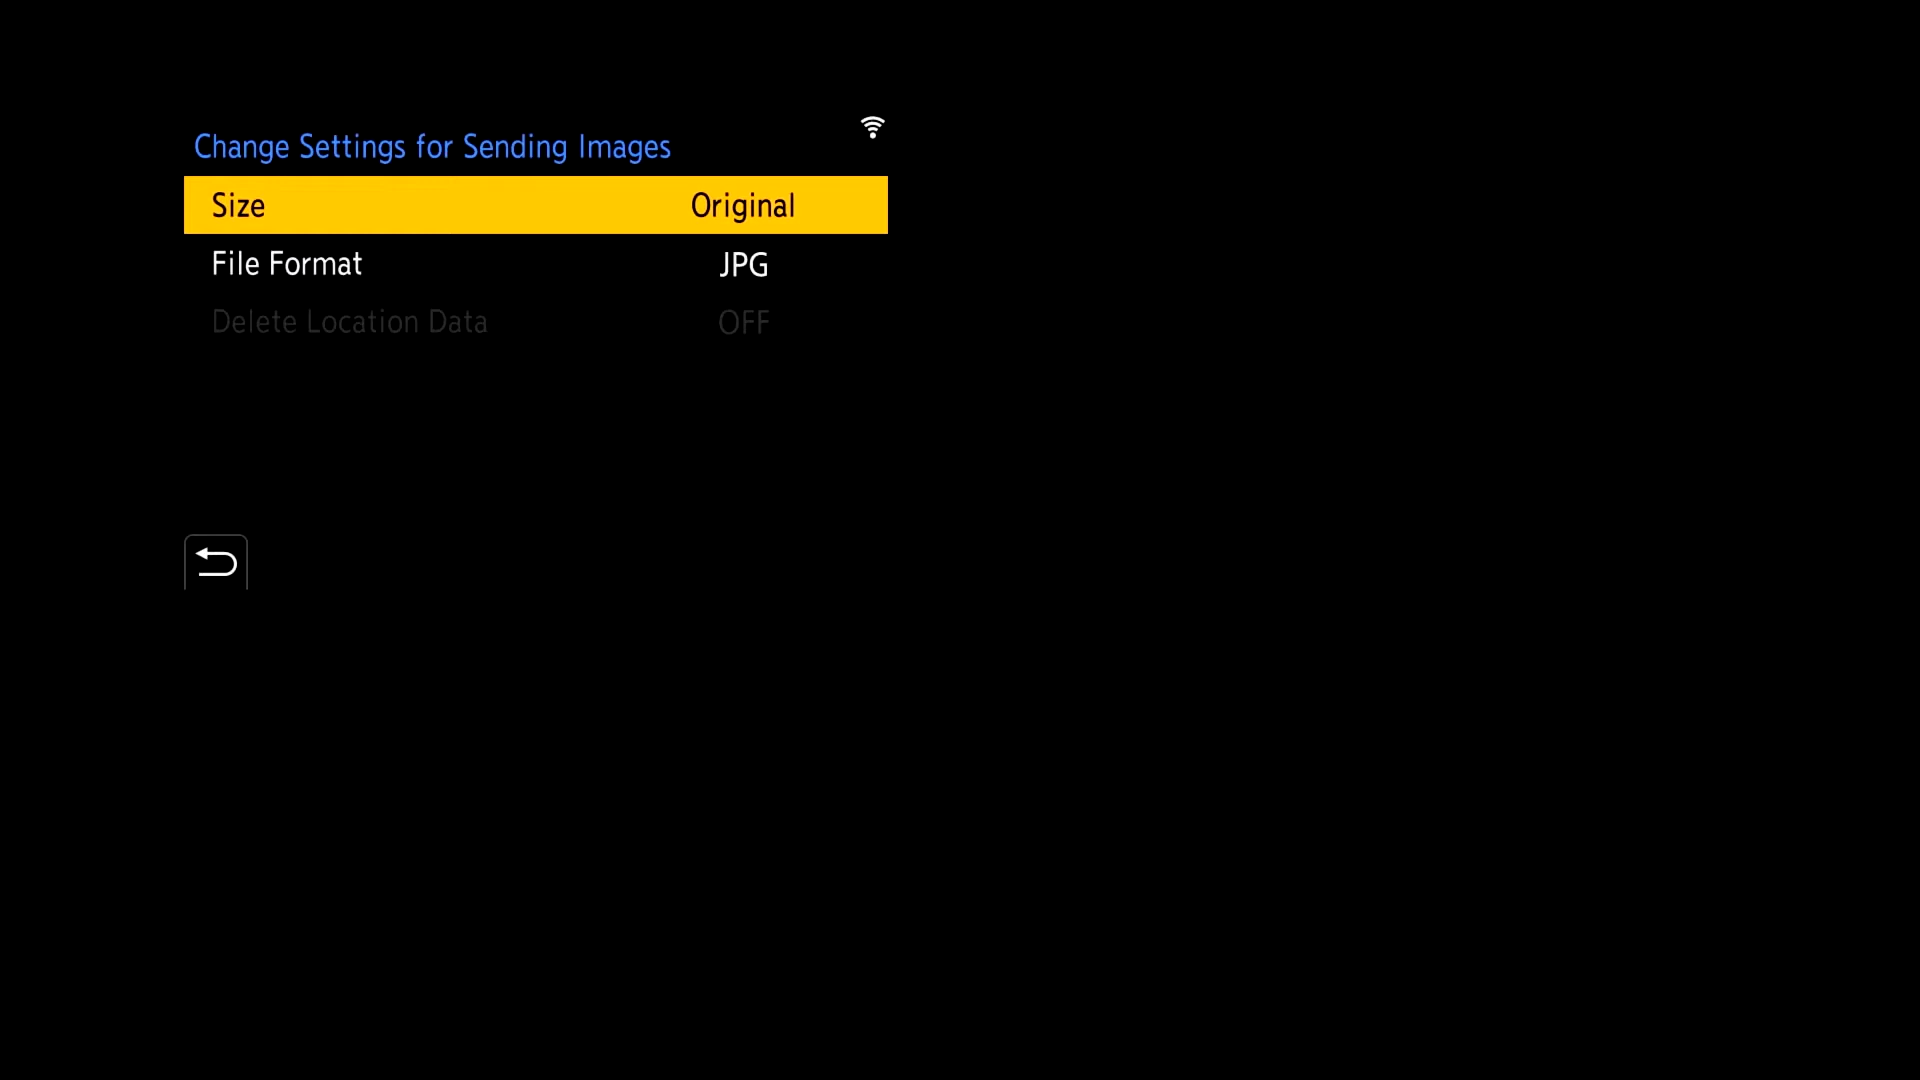 Change Settings for Sending Images
Size Original
File Format JPG
Delete Location Data OFF